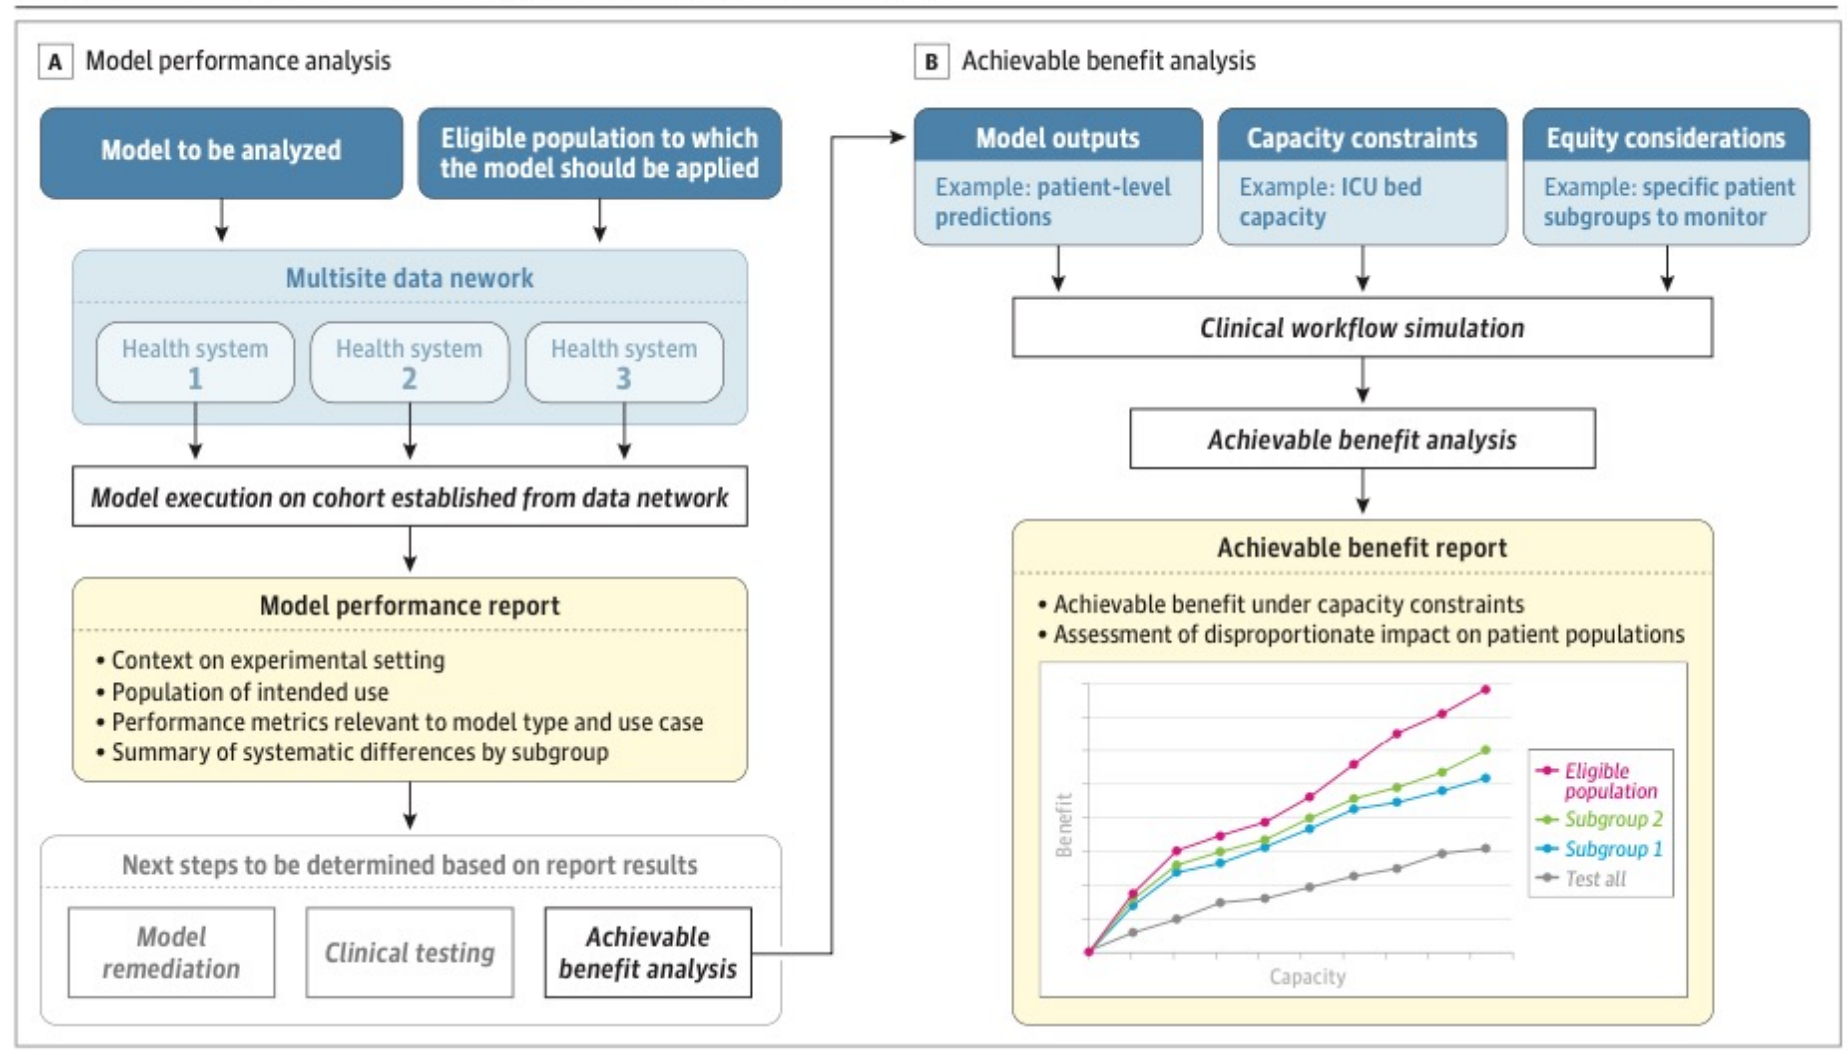 A Model performance analysis
Model to be analyzed
Eligible population to which
the model should be applied
Multisite data nework
Health system
1
Health system
2
Health system
3
Model execution on cohort established from data network
Model performance report
• Context on experimental setting
• Population of intended use
• Performance metrics relevant to model type and use case
• Summary of systematic differences by subgroup
Next steps to be determined based on report results
Model
remediation
Clinical testing
Achievable
benefit analysis
B Achievable benefit analysis
Model outputs
Example: patient-level
predictions
Capacity constraints
Example: ICU bed
capacity
Equity considerations
Example: specific patient
subgroups to monitor
Clinical workflow simulation
Achievable benefit analysis
Achievable benefit report
• Achievable benefit under capacity constraints
• Assessment of disproportionate impact on patient populations
Benefit
Capacity
Eligible
population
Subgroup 2
Subgroup 1
Test all